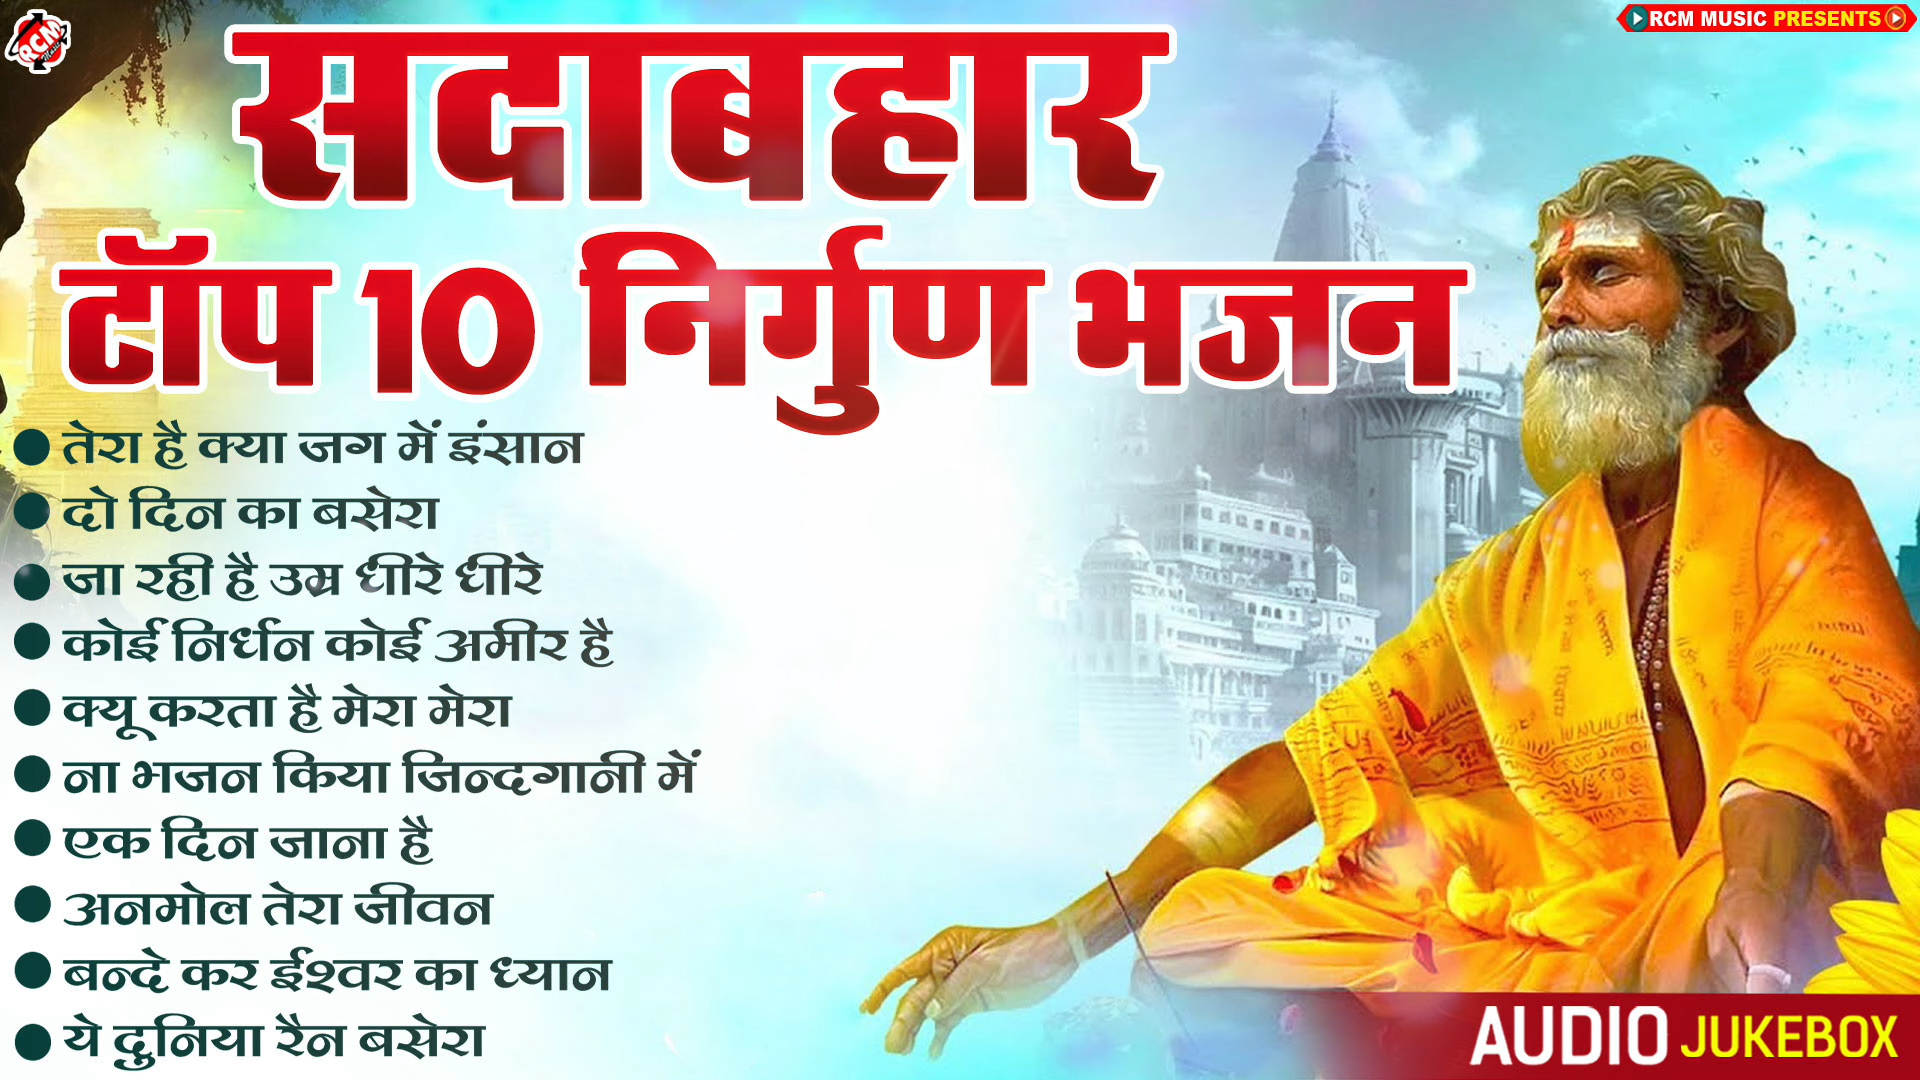 RCM
RCM MUSIC PRESENTS
सदाबहार
टॉप 10 निर्गुण भजन
तेरा है क्या जग में इंसान
दो दिन का बसेरा
जा रही है उम्र धीरे धीरे
कोई निर्धन कोई अमीर है
क्यू करता है मेरा मेरा
ना भजन किया जिन्दगानी में
एक दिन जाना है
अनमोल तेरा जीवन
बन्दे कर ईश्वर का ध्यान
ये दुनिया रैन बसेरा
AUDIO JUKEBOX